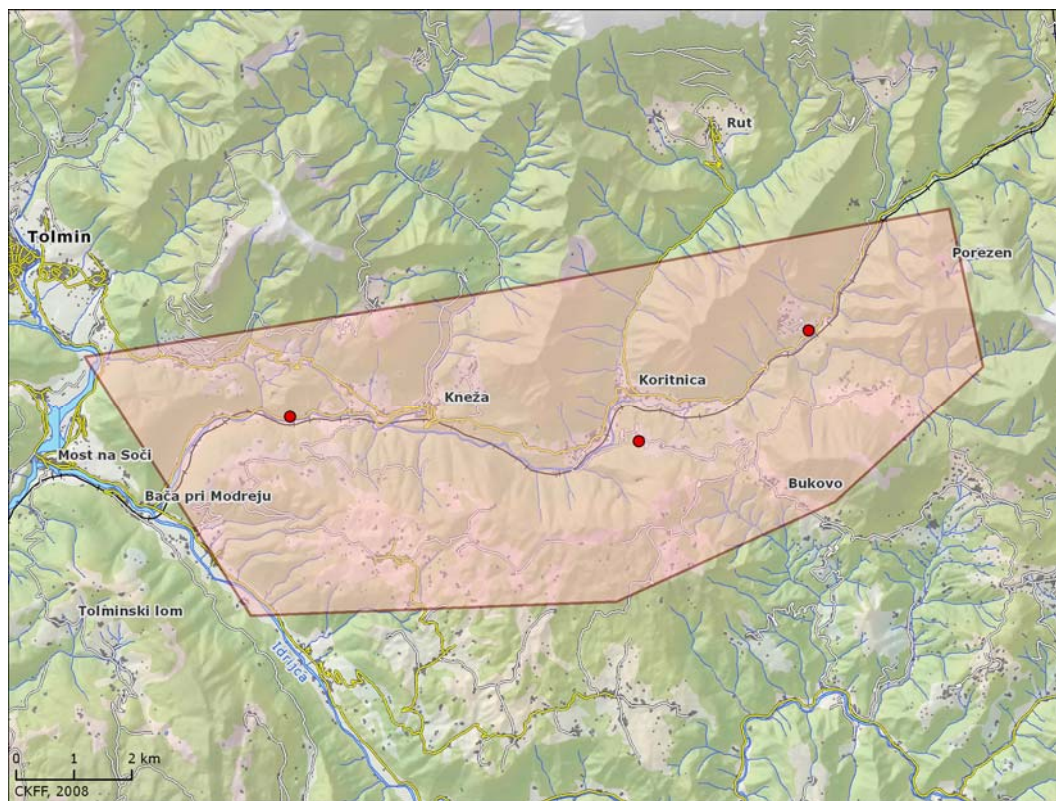 Rut
Tolmin
Porezen
Koritnica
Kneža
Most na Soči
Bukovo
Bača pri Modreju
Tolminski lom
Idrijca
0 1 2 km
CKFF, 2008